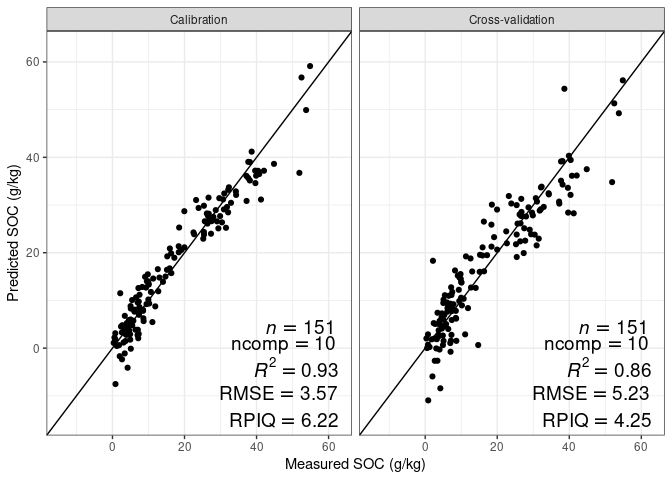 Calibration
Cross-validation
Predicted SOC (g/kg)
60
40
20
0
n = 151
ncomp = 10
R² = 0.93
RMSE = 3.57
RPIQ = 6.22
n = 151
ncomp = 10
R² = 0.86
RMSE = 5.23
RPIQ = 4.25
0 20 40 60
0 20 40 60
Measured SOC (g/kg)